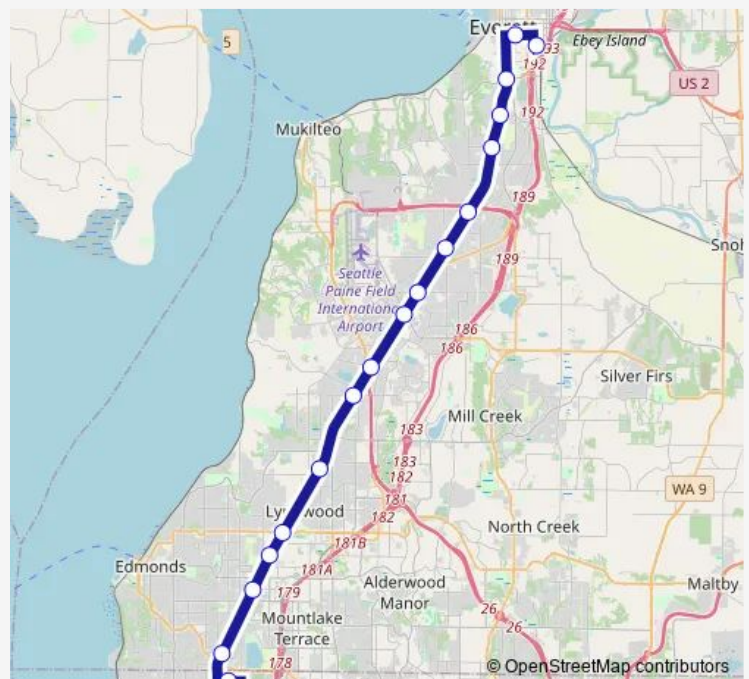 Everett
5
93
Ebey Island
192
US 2
192
Mukilteo
189
Snoh
189
Seattle
Paine Field
International
Airport
186
186
Silver Firs
Mill Creek
183
183
182
181
182
WA 9
North Creek
181B
Edmonds
181A
Alderwood
Manor
Maltby
179
26
26
Mountlake
Terrace
178
© OpenStreetMap contributors